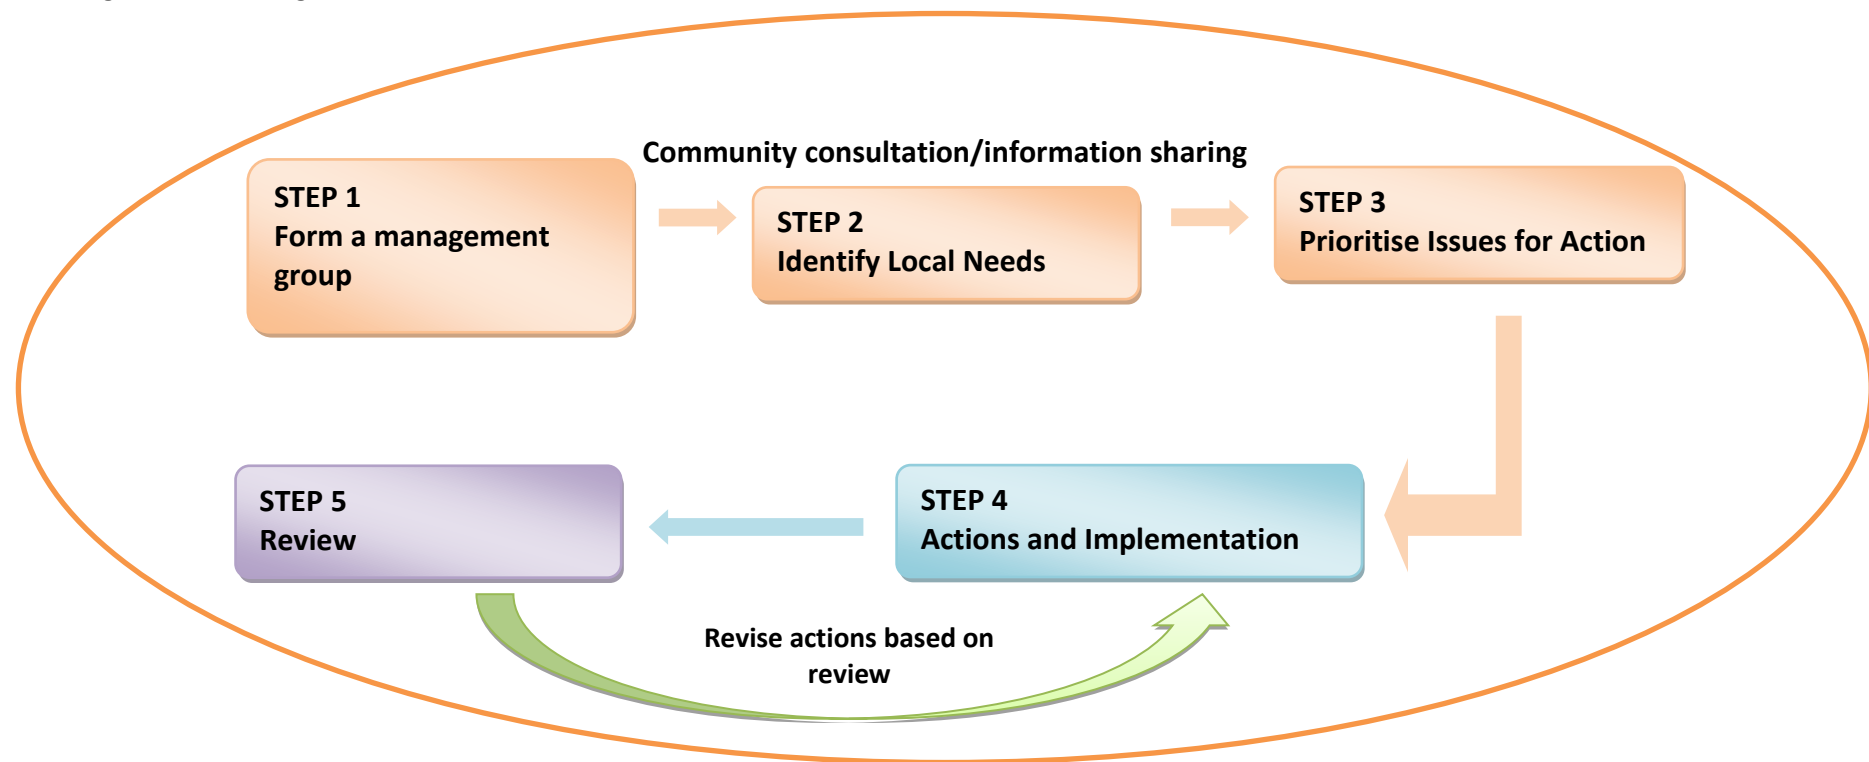 Community consultation/information sharing
STEP 1
Form a management
group
STEP 2
Identify Local Needs
STEP 3
Prioritise Issues for Action
STEP 4
Actions and Implementation
STEP 5
Review
Revise actions based on
review